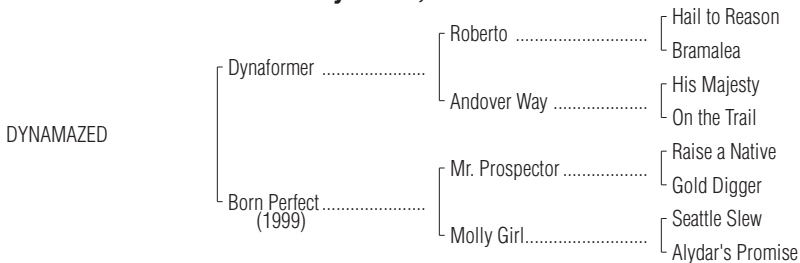 Hail to Reason
Roberto ............................
Bramalea
Dynaformer ......................
His Majesty
Andover Way ....................
On the Trail
DYNAMAZED
Raise a Native
Mr. Prospector ..................
Gold Digger
Born Perfect......................
(1999)
Seattle Slew
Molly Girl..........................
Alydar's Promise